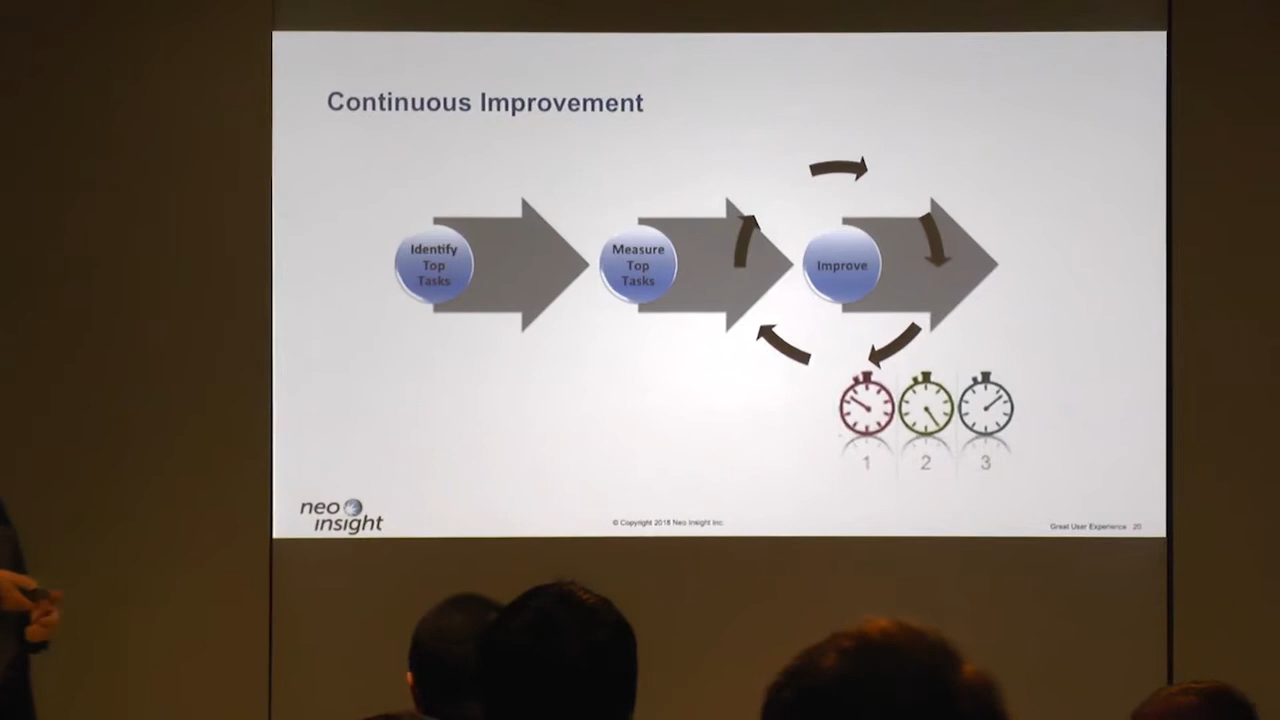 Continuous Improvement
Identify
Top
Tasks
Measure
Top
Tasks
Improve
1 2 3
neo
insight
© Copyright 2018 Neo Insight Inc.
Great User Experience 20